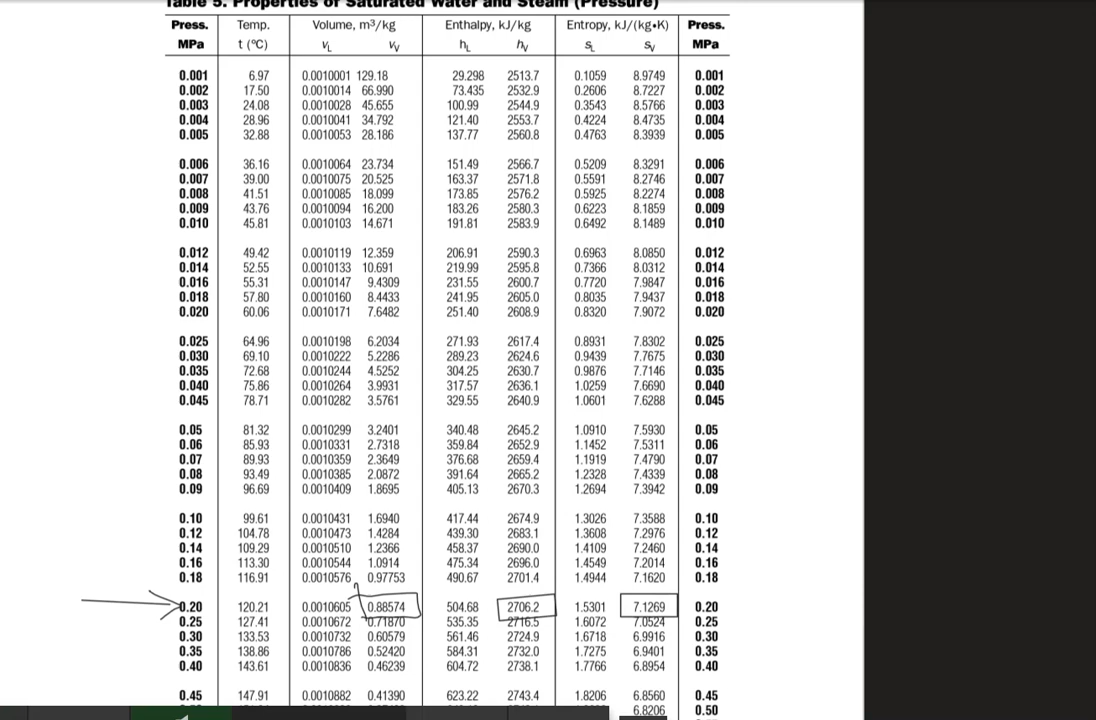 Table 5. Properties of Saturated Water and Steam (Pressure)
Press. Temp. Volume, m³/kg Enthalpy, kJ/kg Entropy, kJ/(kg•K) Press.
MPa t (°C) vL vV hL hV sL sV MPa
0.001 6.97 0.0010001 129.18 29.298 2513.7 0.1059 8.9749 0.001
0.002 17.50 0.0010014 66.990 73.435 2532.9 0.2606 8.7227 0.002
0.003 24.08 0.0010028 45.655 100.99 2544.9 0.3543 8.5766 0.003
0.004 28.96 0.0010041 34.792 121.40 2553.7 0.4224 8.4735 0.004
0.005 32.88 0.0010053 28.186 137.77 2560.8 0.4763 8.3939 0.005
0.006 36.16 0.0010064 23.734 151.49 2566.7 0.5209 8.3291 0.006
0.007 39.00 0.0010075 20.525 163.37 2571.8 0.5591 8.2746 0.007
0.008 41.51 0.0010085 18.099 173.85 2576.2 0.5925 8.2274 0.008
0.009 43.76 0.0010094 16.200 183.26 2580.3 0.6223 8.1859 0.009
0.010 45.81 0.0010103 14.671 191.81 2583.9 0.6492 8.1489 0.010
0.012 49.42 0.0010119 12.359 206.91 2590.3 0.6963 8.0850 0.012
0.014 52.55 0.0010133 10.691 219.99 2595.8 0.7366 8.0312 0.014
0.016 55.31 0.0010147 9.4309 231.55 2600.7 0.7720 7.9847 0.016
0.018 57.80 0.0010160 8.4433 241.95 2605.0 0.8035 7.9437 0.018
0.020 60.06 0.0010171 7.6482 251.40 2608.9 0.8320 7.9072 0.020
0.025 64.96 0.0010198 6.2034 271.93 2617.4 0.8931 7.8302 0.025
0.030 69.10 0.0010222 5.2286 289.23 2624.6 0.9439 7.7675 0.030
0.035 72.68 0.0010244 4.5252 304.25 2630.7 0.9876 7.7146 0.035
0.040 75.86 0.0010264 3.9931 317.57 2636.1 1.0259 7.6690 0.040
0.045 78.71 0.0010282 3.5761 329.55 2640.9 1.0601 7.6288 0.045
0.05 81.32 0.0010299 3.2401 340.48 2645.2 1.0910 7.5930 0.05
0.06 85.93 0.0010331 2.7318 359.84 2652.9 1.1452 7.5311 0.06
0.07 89.93 0.0010359 2.3649 376.68 2659.4 1.1919 7.4790 0.07
0.08 93.49 0.0010385 2.0872 391.64 2665.2 1.2328 7.4339 0.08
0.09 96.69 0.0010409 1.8695 405.13 2670.3 1.2694 7.3942 0.09
0.10 99.61 0.0010431 1.6940 417.44 2674.9 1.3026 7.3588 0.10
0.12 104.78 0.0010473 1.4284 439.30 2683.1 1.3608 7.2976 0.12
0.14 109.29 0.0010510 1.2366 458.37 2690.0 1.4109 7.2460 0.14
0.16 113.30 0.0010544 1.0914 475.34 2696.0 1.4549 7.2014 0.16
0.18 116.91 0.0010576 0.97753 490.67 2701.4 1.4944 7.1620 0.18
0.20 120.21 0.0010605 0.88574 504.68 2706.2 1.5301 7.1269 0.20
0.25 127.41 0.0010672 0.71870 535.35 2716.5 1.6072 7.0524 0.25
0.30 133.53 0.0010732 0.60579 561.46 2724.9 1.6718 6.9916 0.30
0.35 138.86 0.0010786 0.52420 584.31 2732.0 1.7275 6.9401 0.35
0.40 143.61 0.0010836 0.46239 604.72 2738.1 1.7766 6.8954 0.40
0.45 147.91 0.0010882 0.41390 623.22 2743.4 1.8206 6.8560 0.45
6.8206 0.50